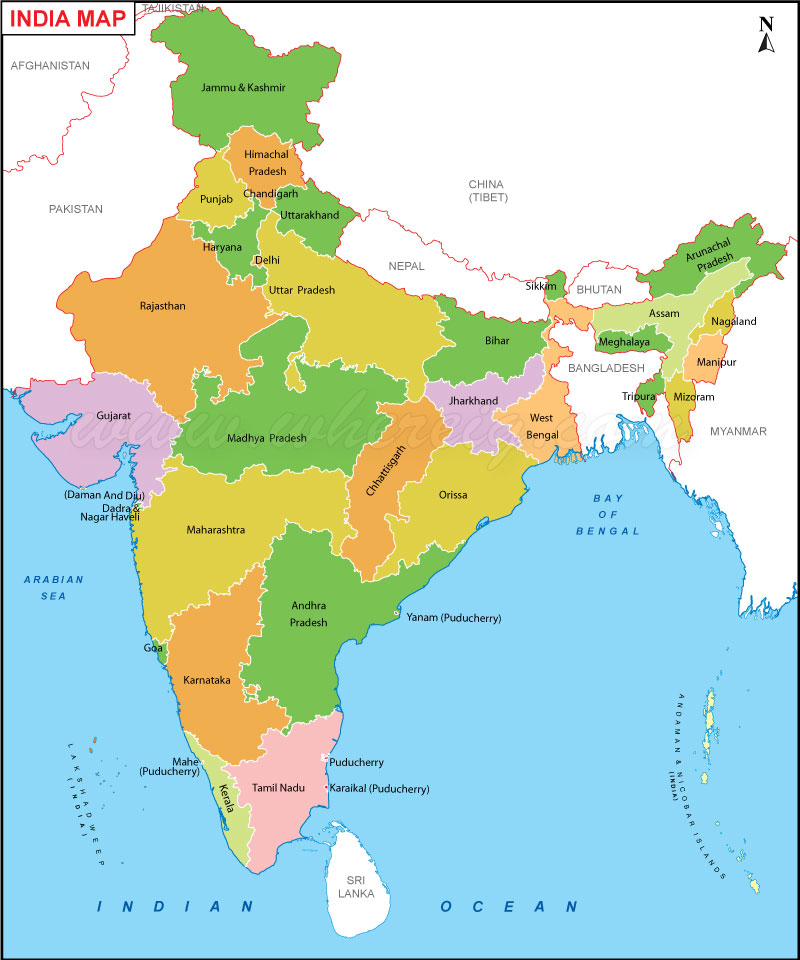 INDIA MAP
TAJIKISTAN
N
AFGHANISTAN
Jammu & Kashmir
Himachal
Pradesh
CHINA
(TIBET)
PAKISTAN
Punjab
Chandigarh
Uttarakhand
Haryana
Delhi
NEPAL
Arunachal
Pradesh
Sikkim
BHUTAN
Uttar Pradesh
Rajasthan
Assam
Nagaland
Bihar
Meghalaya
Manipur
BANGLADESH
Gujarat
Jharkhand
Tripura
Mizoram
West
Bengal
Madhya Pradesh
MYANMAR
Chhattisgarh
(Daman And Diu)
Dadra &
Nagar Haveli
Orissa
BAY
OF
BENGAL
Maharashtra
ARABIAN
SEA
Andhra
Pradesh
Yanam (Puducherry)
Goa
Karnataka
ANDAMAN & NICOBAR ISLANDS
(INDIA)
LAKSHADWEEP
(INDIA)
Mahe
(Puducherry)
Puducherry
Kerala
Tamil Nadu
Karaikal (Puducherry)
SRI
LANKA
INDIAN OCEAN